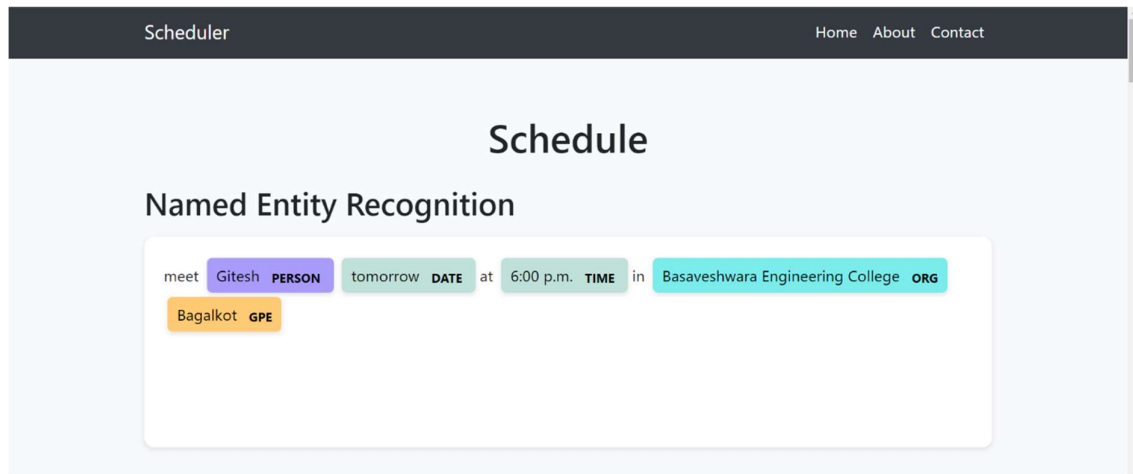 Scheduler Home About Contact
Schedule
Named Entity Recognition
meet Gitesh PERSON tomorrow DATE at 6:00 p.m. TIME in Basaveshwara Engineering College ORG
Bagalkot GPE